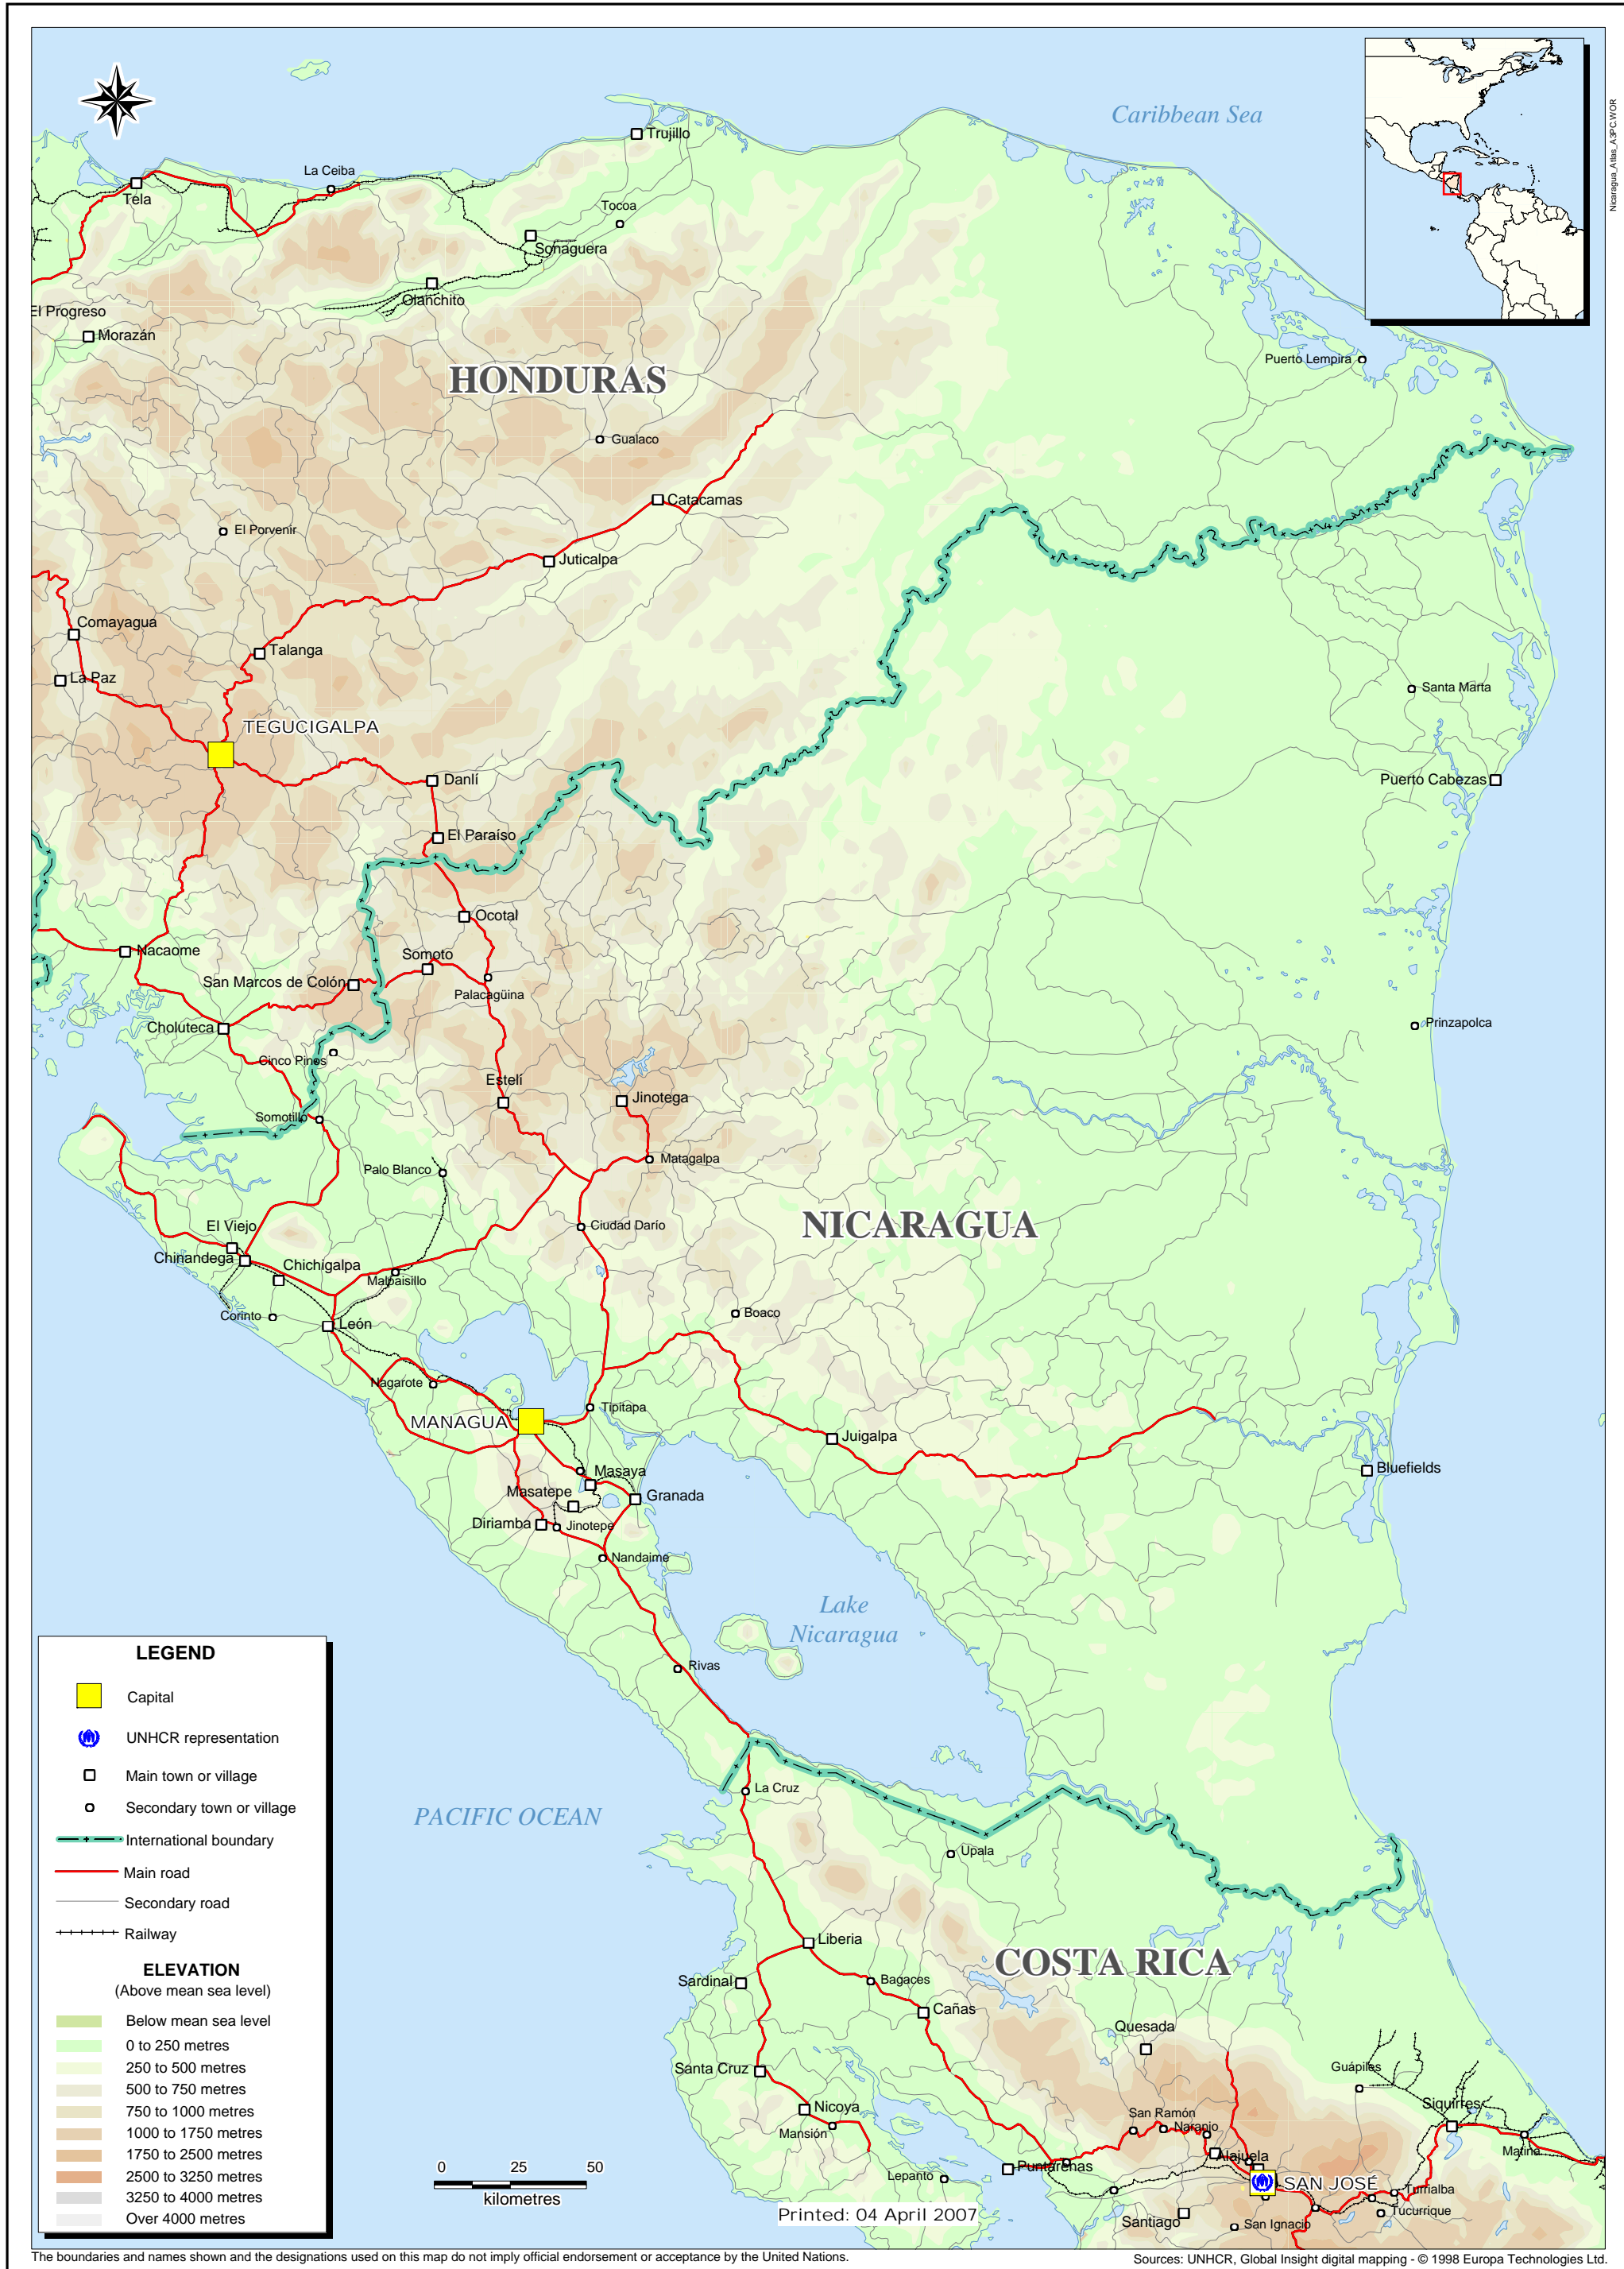 Caribbean Sea
Nicaragua_Atlas_A3PC.WOR
Trujillo
La Ceiba
Tela
Tocoa
Sonaguera
Olanchito
El Progreso
Morazán
Puerto Lempira
HONDURAS
Gualaco
Catacamas
El Porvenir
Juticalpa
Comayagua
Talanga
La Paz
Santa Marta
TEGUCIGALPA
Danlí
Puerto Cabezas
El Paraíso
Ocotal
Nacaome
Somoto
San Marcos de Colón
Palacagüina
Choluteca
Prinzapolca
Cinco Pinos
Estelí
Jinotega
Somotillo
Matagalpa
Palo Blanco
El Viejo
Ciudad Darío
NICARAGUA
Chinandega
Chichigalpa
Malpaisillo
Corinto
Boaco
León
Nagarote
Tipitapa
MANAGUA
Juigalpa
Masaya
Bluefields
Masatepe
Granada
Diriamba
Jinotepe
Nandaime
Lake
Nicaragua
Rivas
La Cruz
PACIFIC OCEAN
Upala
Liberia
COSTA RICA
Sardinal
Bagaces
Cañas
Quesada
Santa Cruz
Guápiles
Nicoya
San Ramón
Siquirres
Mansión
Naranjo
Matina
Alajuela
Puntarenas
Lepanto
SAN JOSÉ
Turrialba
Tucurrique
Santiago
San Ignacio
LEGEND
Capital
UNHCR representation
Main town or village
Secondary town or village
International boundary
Main road
Secondary road
Railway
ELEVATION
(Above mean sea level)
Below mean sea level
0 to 250 metres
250 to 500 metres
500 to 750 metres
750 to 1000 metres
1000 to 1750 metres
1750 to 2500 metres
2500 to 3250 metres
3250 to 4000 metres
Over 4000 metres
0 25 50
kilometres
Printed: 04 April 2007
The boundaries and names shown and the designations used on this map do not imply official endorsement or acceptance by the United Nations.
Sources: UNHCR, Global Insight digital mapping - © 1998 Europa Technologies Ltd.